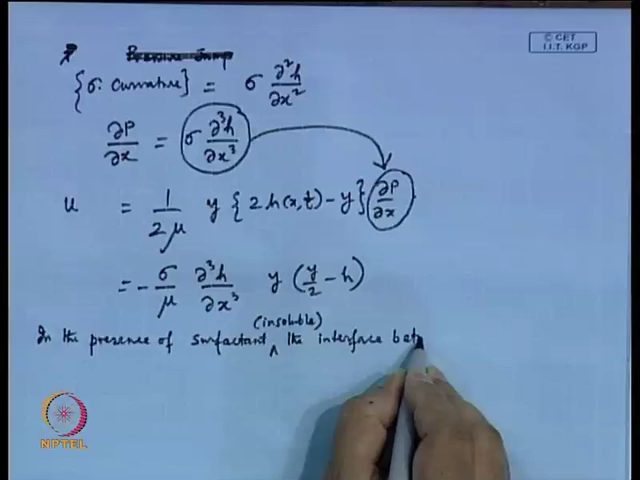 © CET
I.I.T. KGP
{σ. Curvature} = σ ∂²h/∂x²
∂P/∂x = σ ∂³h/∂x³
u = 1/2μ y {2h(x,t) - y} ∂P/∂x
= - σ/μ ∂³h/∂x³ y (y/2 - h)
(insoluble)
In the presence of surfactant ^ the interface bet
NPTEL